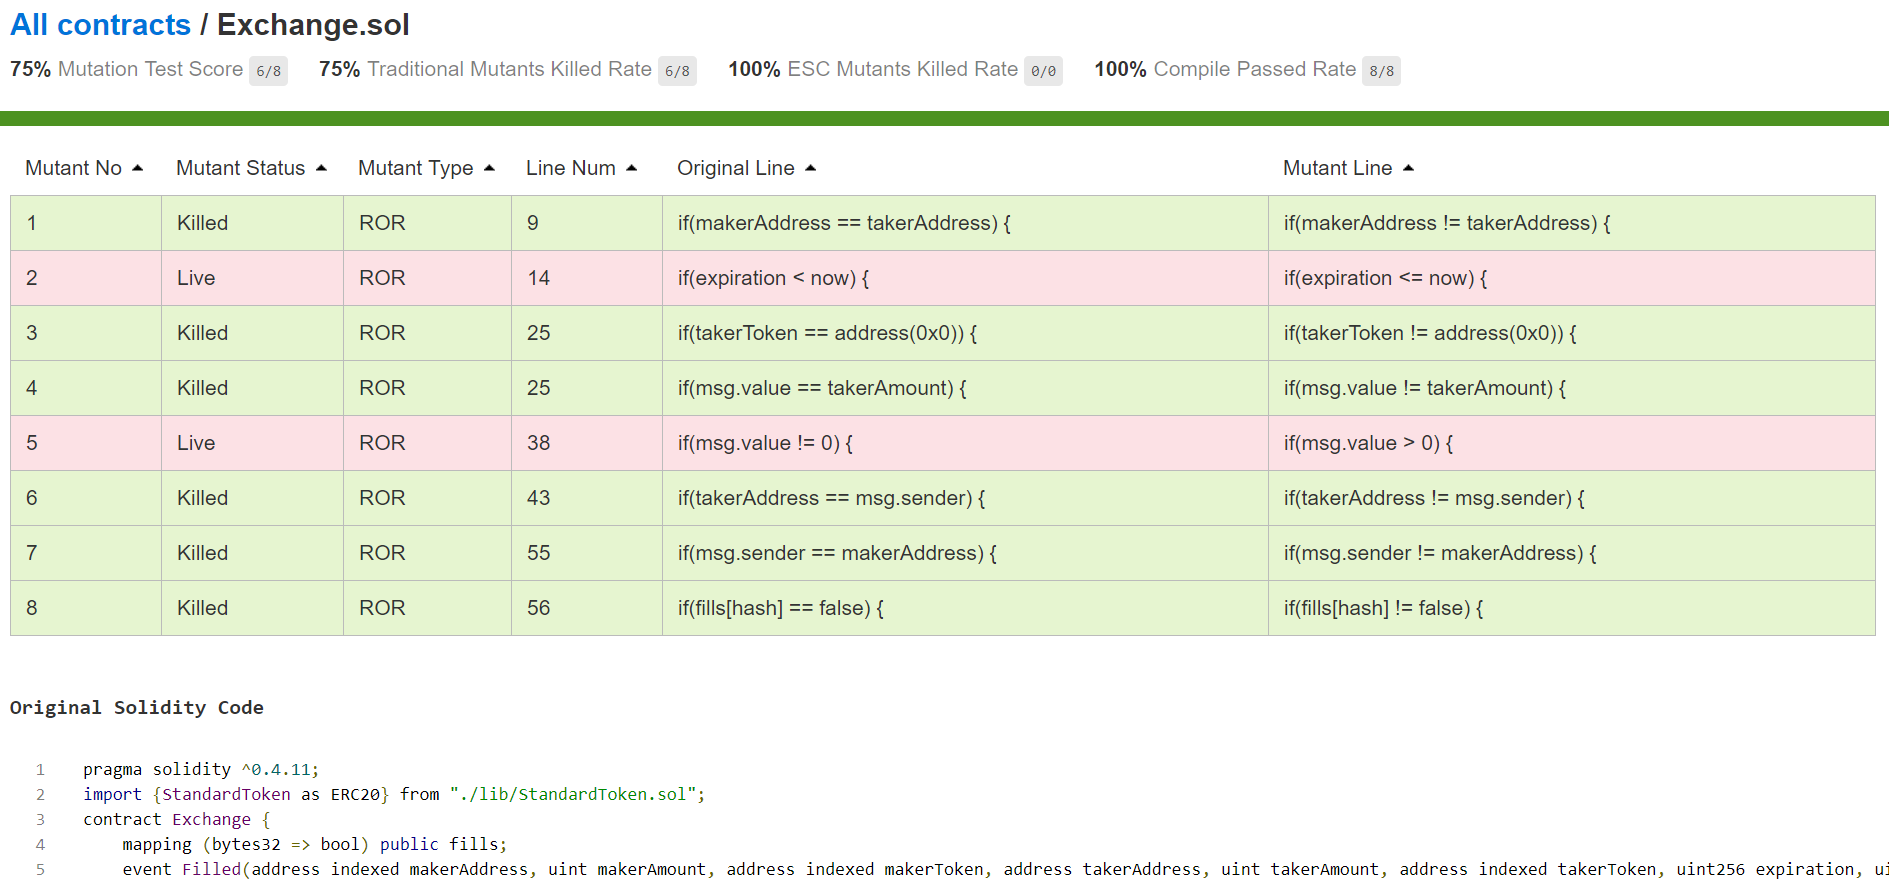 All contracts / Exchange.sol
75% Mutation Test Score 6/8 75% Traditional Mutants Killed Rate 6/8 100% ESC Mutants Killed Rate 0/0 100% Compile Passed Rate 8/8
Mutant No Mutant Status Mutant Type Line Num Original Line Mutant Line
1 Killed ROR 9 if(makerAddress == takerAddress) { if(makerAddress != takerAddress) {
2 Live ROR 14 if(expiration < now) { if(expiration <= now) {
3 Killed ROR 25 if(takerToken == address(0x0)) { if(takerToken != address(0x0)) {
4 Killed ROR 25 if(msg.value == takerAmount) { if(msg.value != takerAmount) {
5 Live ROR 38 if(msg.value != 0) { if(msg.value > 0) {
6 Killed ROR 43 if(takerAddress == msg.sender) { if(takerAddress != msg.sender) {
7 Killed ROR 55 if(msg.sender == makerAddress) { if(msg.sender != makerAddress) {
8 Killed ROR 56 if(fills[hash] == false) { if(fills[hash] != false) {
Original Solidity Code
1 pragma solidity ^0.4.11;
2 import {StandardToken as ERC20} from "./lib/StandardToken.sol";
3 contract Exchange {
4 mapping (bytes32 => bool) public fills;
5 event Filled(address indexed makerAddress, uint makerAmount, address indexed makerToken, address takerAddress, uint takerAmount, address indexed takerToken, uint256 expiration,